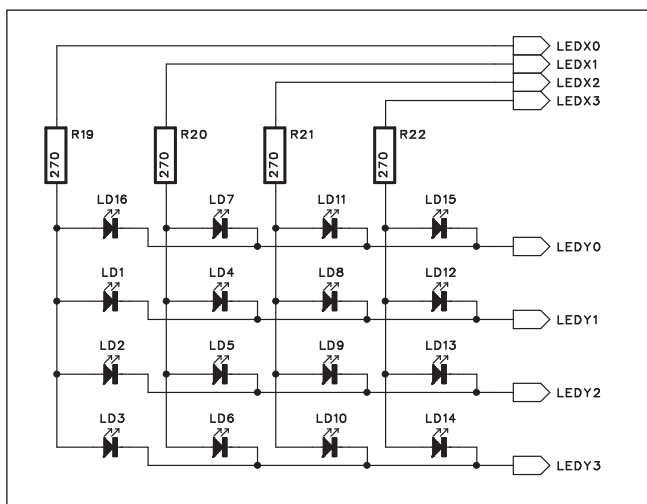 LEDX0
LEDX1
LEDX2
LEDX3
R19 R20 R21 R22
270 270 270 270
LD16 LD7 LD11 LD15
LEDY0
LD1 LD4 LD8 LD12
LEDY1
LD2 LD5 LD9 LD13
LEDY2
LD3 LD6 LD10 LD14
LEDY3